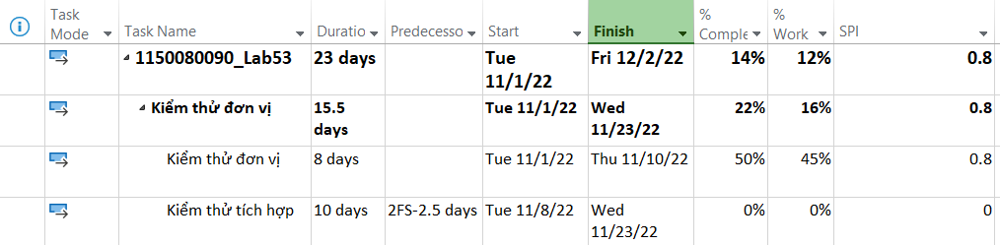 Task Mode Task Name Duratio Predecesso Start Finish % Comple % Work SPI
1150080090_Lab53 23 days Tue 11/1/22 Fri 12/2/22 14% 12% 0.8
Kiểm thử đơn vị 15.5 days Tue 11/1/22 Wed 11/23/22 22% 16% 0.8
Kiểm thử đơn vị 8 days Tue 11/1/22 Thu 11/10/22 50% 45% 0.8
Kiểm thử tích hợp 10 days 2FS-2.5 days Tue 11/8/22 Wed 11/23/22 0% 0% 0